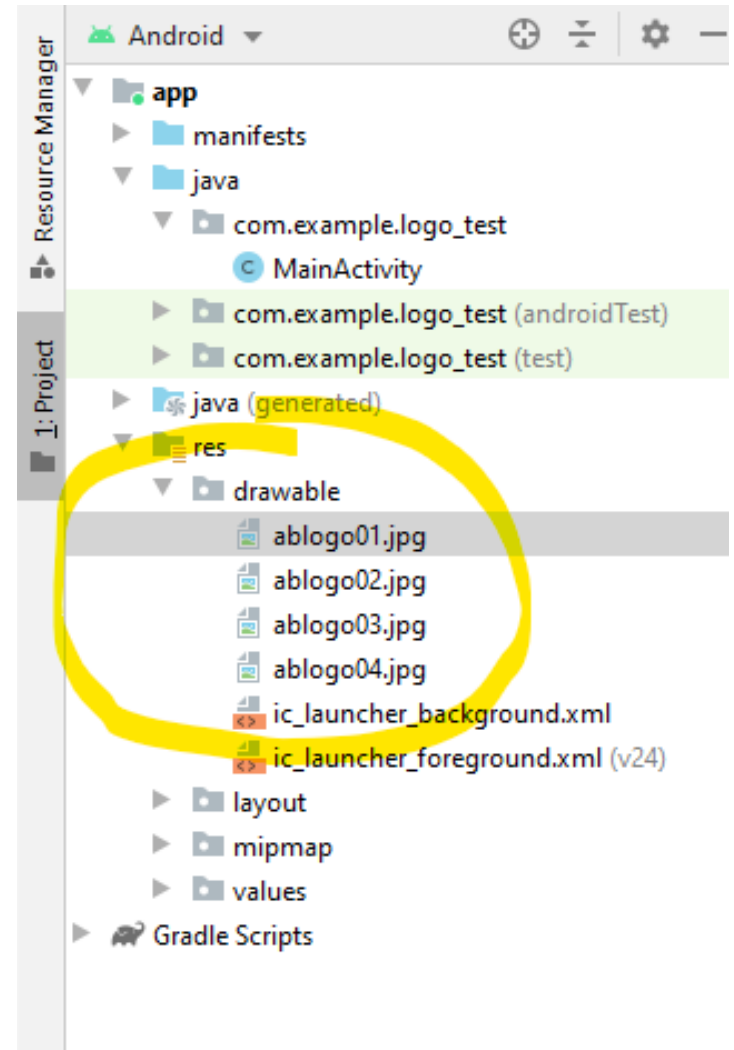 Resource Manager
1: Project
Android
app
manifests
java
com.example.logo_test
C MainActivity
com.example.logo_test (androidTest)
com.example.logo_test (test)
java (generated)
res
drawable
ablogo01.jpg
ablogo02.jpg
ablogo03.jpg
ablogo04.jpg
ic_launcher_background.xml
ic_launcher_foreground.xml (v24)
layout
mipmap
values
Gradle Scripts